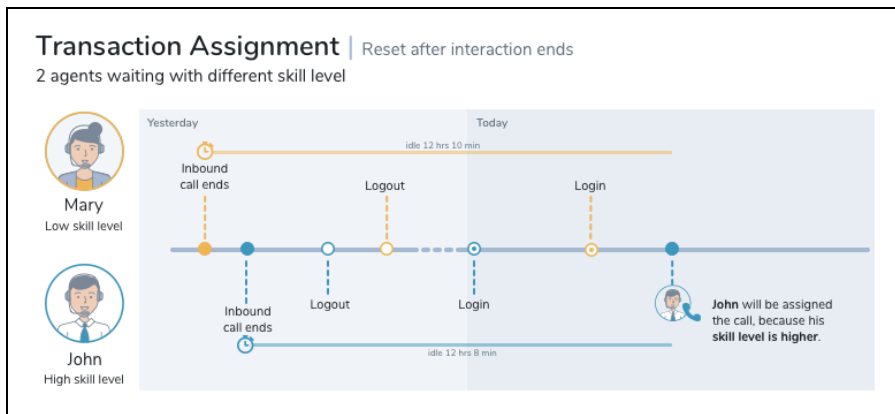 Transaction Assignment | Reset after interaction ends
2 agents waiting with different skill level
Yesterday
Today
idle 12 hrs 10 min
Inbound
call ends
Logout
Login
Mary
Low skill level
Inbound
call ends
Logout
Login
John will be assigned
the call, because his
skill level is higher.
idle 12 hrs 8 min
John
High skill level